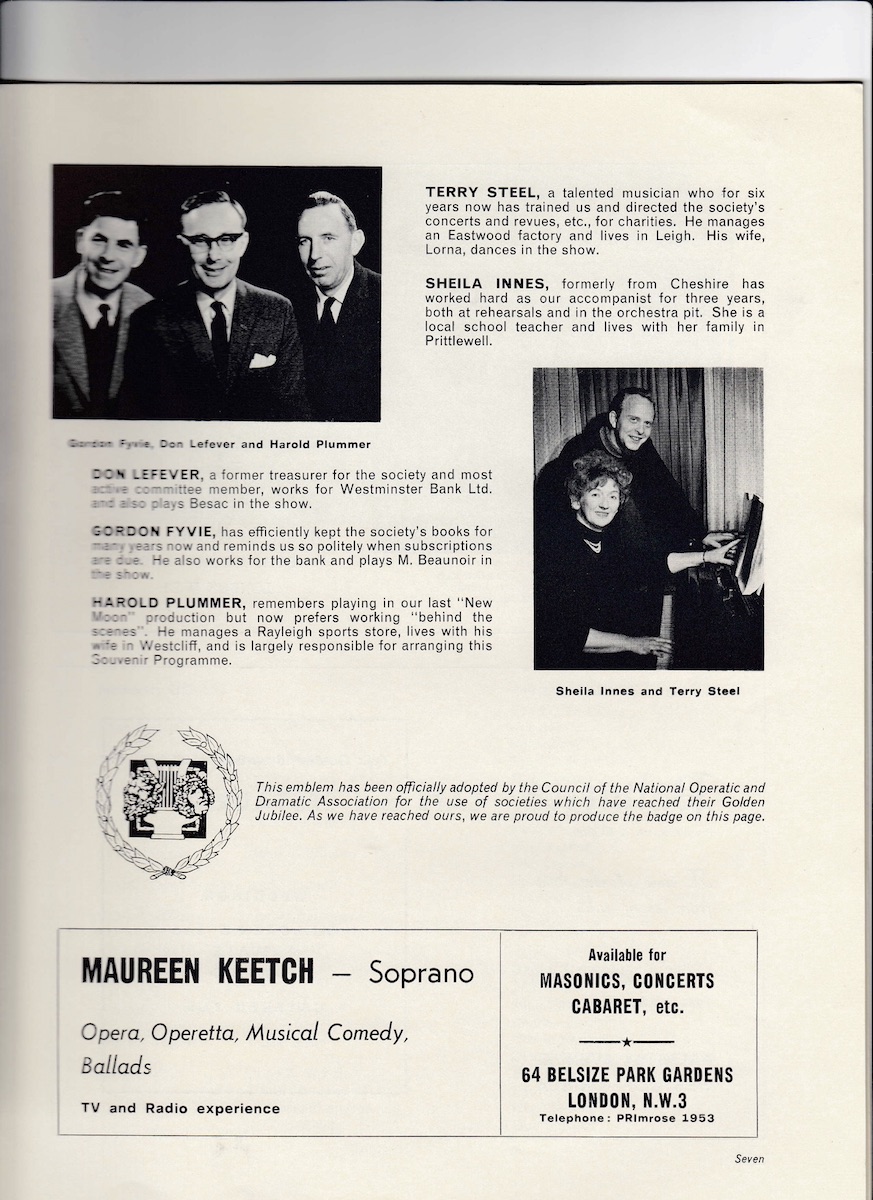 Gordon Fyvie, Don Lefever and Harold Plummer
DON LEFEVER, a former treasurer for the society and most
active committee member, works for Westminster Bank Ltd.
and also plays Besac in the show.
GORDON FYVIE, has efficiently kept the society's books for
many years now and reminds us so politely when subscriptions
are due. He also works for the bank and plays M. Beaunoir in
the show.
HAROLD PLUMMER, remembers playing in our last "New
Moon" production but now prefers working "behind the
scenes". He manages a Rayleigh sports store, lives with his
wife in Westcliff, and is largely responsible for arranging this
Souvenir Programme.
TERRY STEEL, a talented musician who for six
years now has trained us and directed the society's
concerts and revues, etc., for charities. He manages
an Eastwood factory and lives in Leigh. His wife,
Lorna, dances in the show.
SHEILA INNES, formerly from Cheshire has
worked hard as our accompanist for three years,
both at rehearsals and in the orchestra pit. She is a
local school teacher and lives with her family in
Prittlewell.
Sheila Innes and Terry Steel
This emblem has been officially adopted by the Council of the National Operatic and
Dramatic Association for the use of societies which have reached their Golden
Jubilee. As we have reached ours, we are proud to produce the badge on this page.
MAUREEN KEETCH — Soprano
Opera, Operetta, Musical Comedy,
Ballads
TV and Radio experience
Available for
MASONICS, CONCERTS
CABARET, etc.
64 BELSIZE PARK GARDENS
LONDON, N.W.3
Telephone: PRImrose 1953
Seven